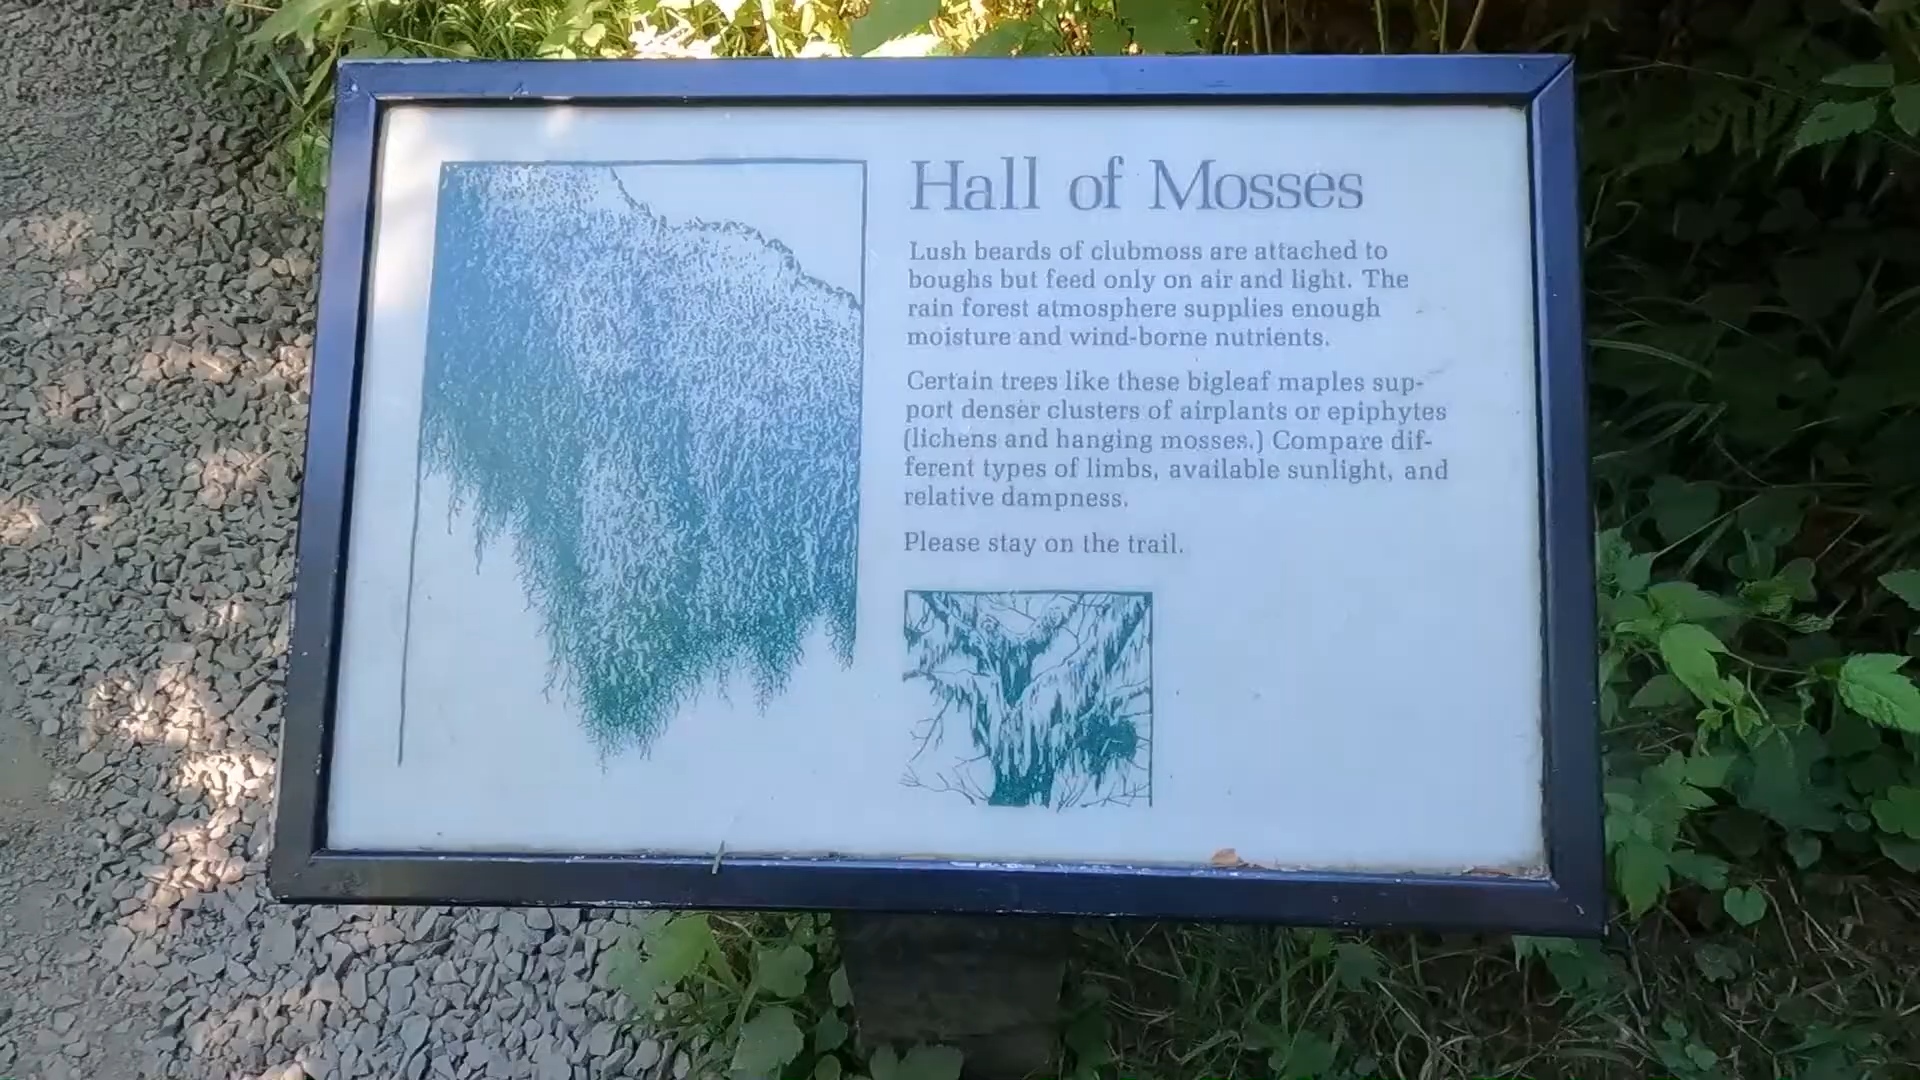 Hall of Mosses
Lush beards of clubmoss are attached to
boughs but feed only on air and light. The
rain forest atmosphere supplies enough
moisture and wind-borne nutrients.
Certain trees like these bigleaf maples sup-
port denser clusters of airplants or epiphytes
(lichens and hanging mosses.) Compare dif-
ferent types of limbs, available sunlight, and
relative dampness.
Please stay on the trail.